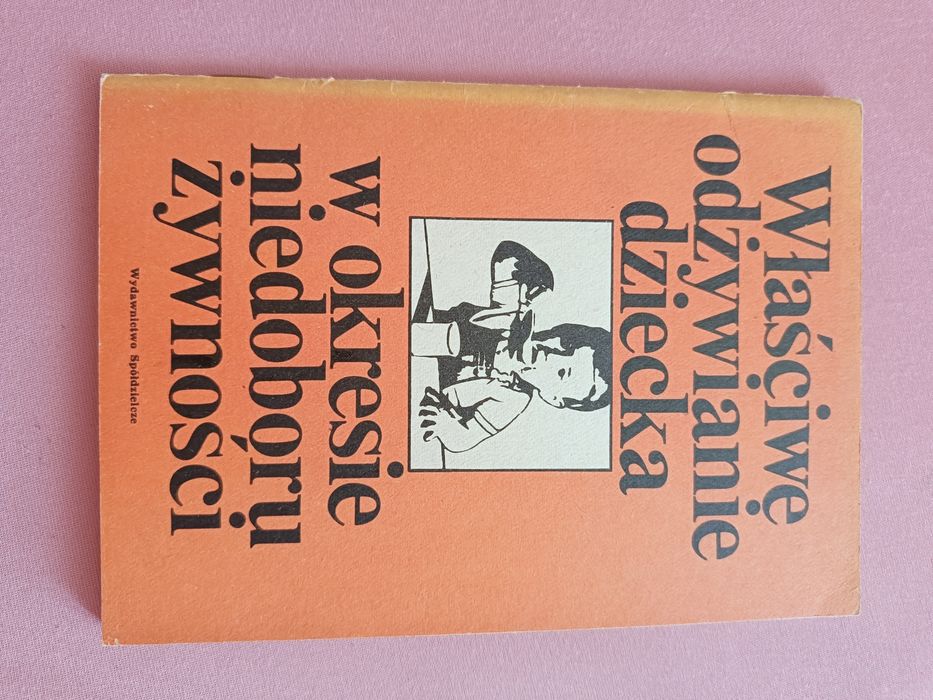 Właściwe
odżywianie
dziecka
w okresie
niedoboru
żywności
Wydawnictwo Spółdzielcze